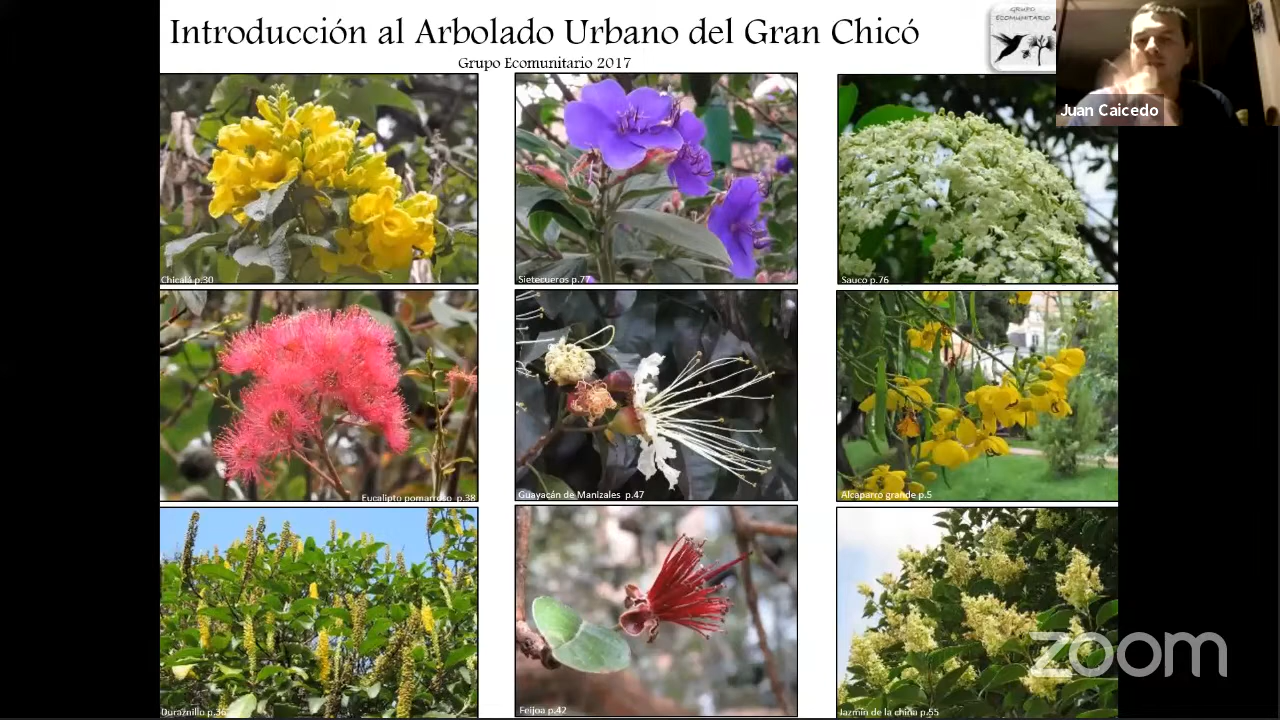 Introducción al Arbolado Urbano del Gran Chicó
Grupo Ecomunitario 2017
GRUPO
ECOMUNITARIO
Juan Caicedo
Chicalá p.30
Sietecueros p.77
Sauco p.76
Eucalipto pomarroso p.38
Guayacán de Manizales p.47
Alcaparro grande p.5
Duraznillo p.36
Feijoa p.42
Jazmín de la china p.55
zoom